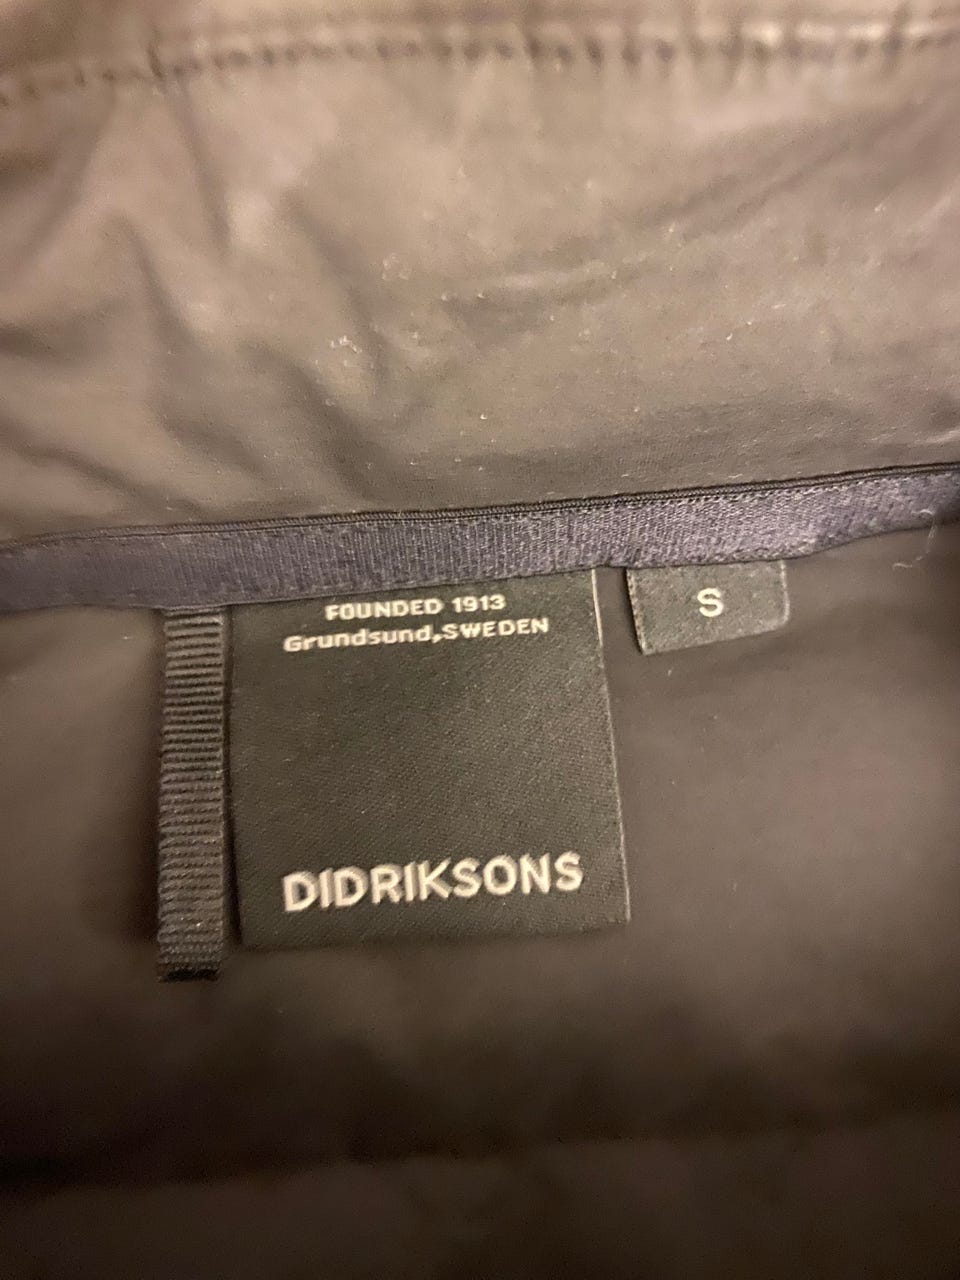 FOUNDED 1913
Grundsund,SWEDEN
DIDRIKSONS
S